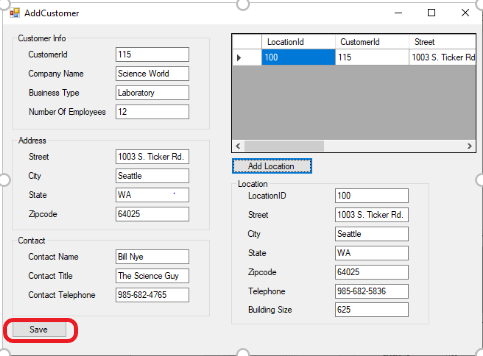 AddCustomer
Customer Info
CustomerId 115
Company Name Science World
Business Type Laboratory
Number Of Employees 12
Address
Street 1003 S. Ticker Rd.
City Seattle
State WA
Zipcode 64025
Contact
Contact Name Bill Nye
Contact Title The Science Guy
Contact Telephone 985-682-4765
Save
LocationId CustomerId Street
100 115 1003 S. Ticker Rd
Add Location
Location
LocationID 100
Street 1003 S. Ticker Rd.
City Seattle
State WA
Zipcode 64025
Telephone 985-682-5836
Building Size 625